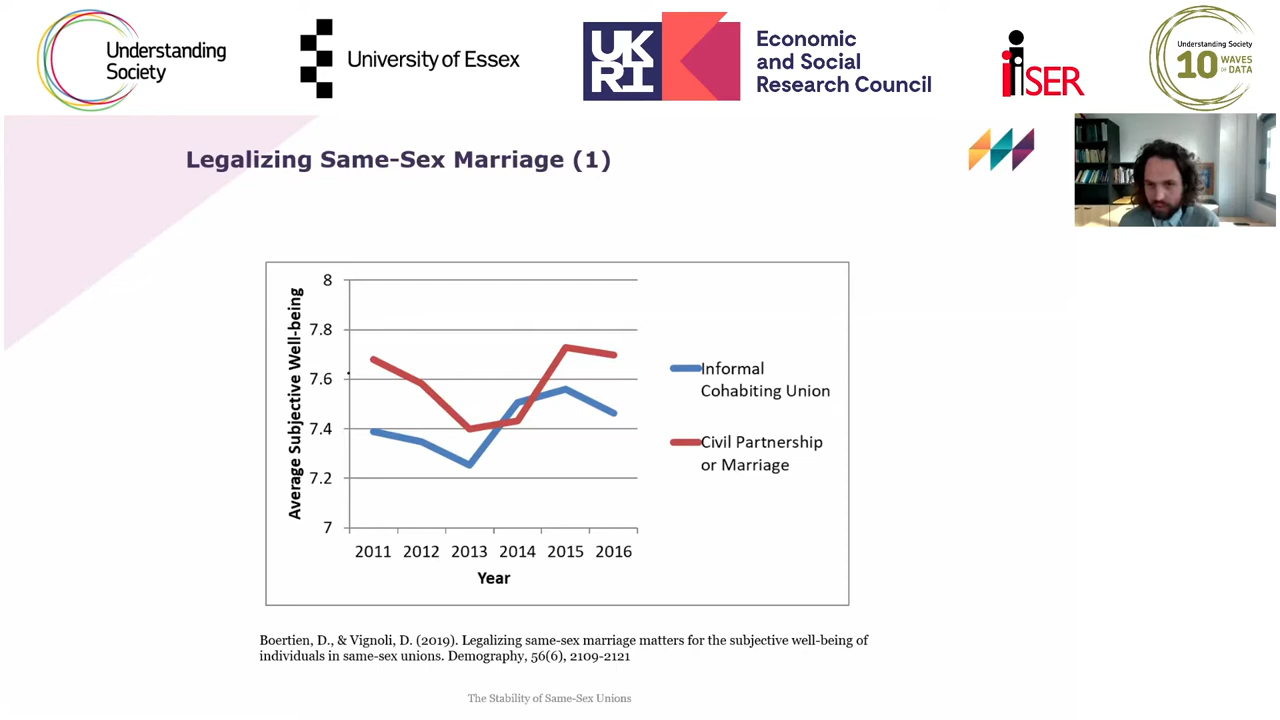 Understanding
Society
University of Essex
UK
RI
Economic
and Social
Research Council
iSER
Understanding Society
10 WAVES
OF DATA
Legalizing Same-Sex Marriage (1)
Average Subjective Well-being
8
7.8
7.6
7.4
7.2
7
2011 2012 2013 2014 2015 2016
Year
Informal
Cohabiting Union
Civil Partnership
or Marriage
Boertien, D., & Vignoli, D. (2019). Legalizing same-sex marriage matters for the subjective well-being of
individuals in same-sex unions. Demography, 56(6), 2109-2121
The Stability of Same-Sex Unions